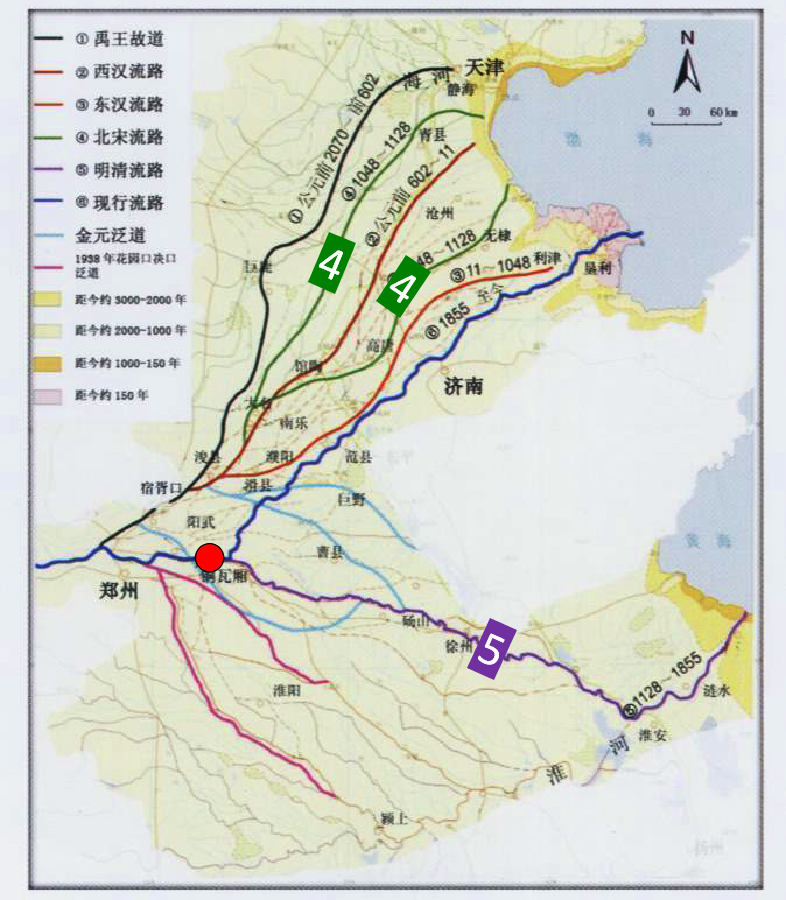 ① 禹王故道
② 西汉流路
③ 东汉流路
④ 北宋流路
⑤ 明清流路
⑥ 现行流路
金元泛道
1938 年花园口决口
泛道
距今约 3000-2000 年
距今约 2000-1000 年
距今约 1000-150 年
距今约 150 年
N
0 30 60 km
渤海
天津
海河
静海
青县
①公元前2070 前602
④1048~1128
②公元前 602~11
沧州
48~1128
无棣
巨鹿
4
4
③11~1048
利津
垦利
⑥1855 至今
高唐
馆陶
济南
大名
南乐
浚县
濮阳
范县
宿胥口
滑县
巨野
阳武
曹县
黄海
郑州
铜瓦厢
砀山
徐州
5
⑤1128~1855
涟水
淮阳
淮安
淮河
颍上
扬州